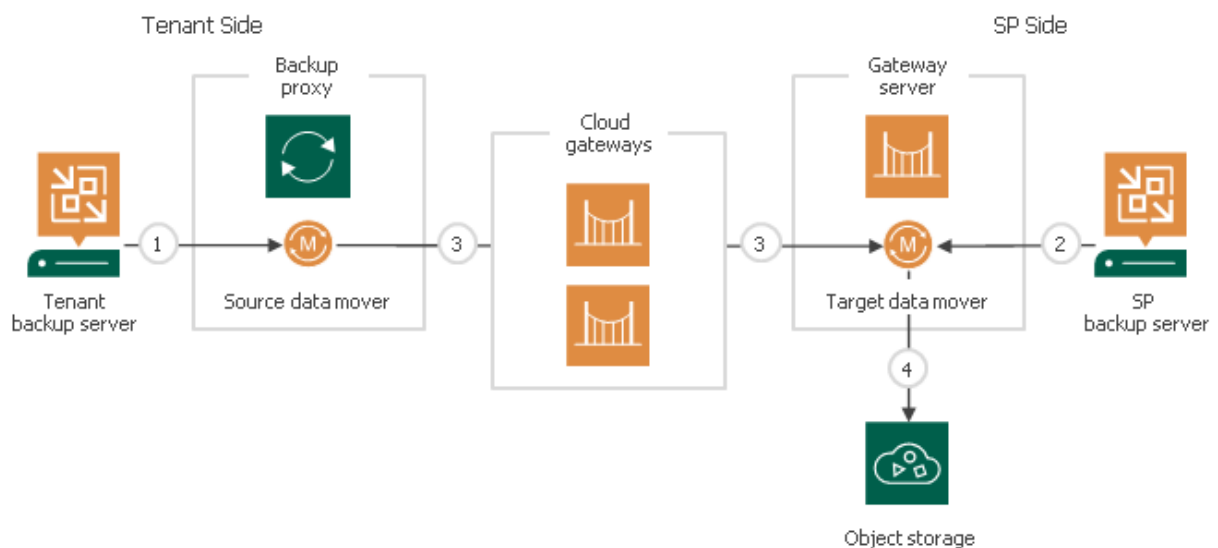 Tenant Side
SP Side
Backup
proxy
Gateway
server
Cloud
gateways
1
M
3
3
M
2
Tenant
backup server
Source data mover
Target data mover
SP
backup server
4
Object storage